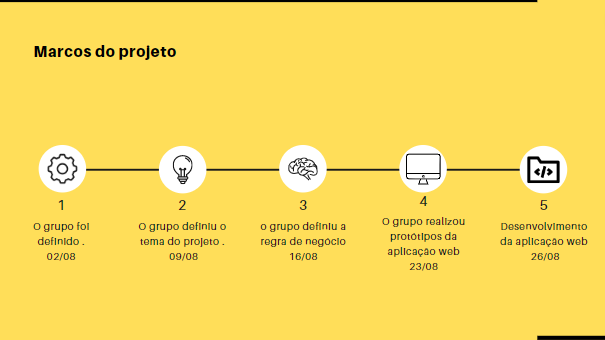 Marcos do projeto
1
O grupo foi
definido .
02/08
2
O grupo definiu o
tema do projeto .
09/08
3
o grupo definiu a
regra de negócio
16/08
4
O grupo realizou
protótipos da
aplicação web
23/08
5
Desenvolvimento
da aplicação web
26/08